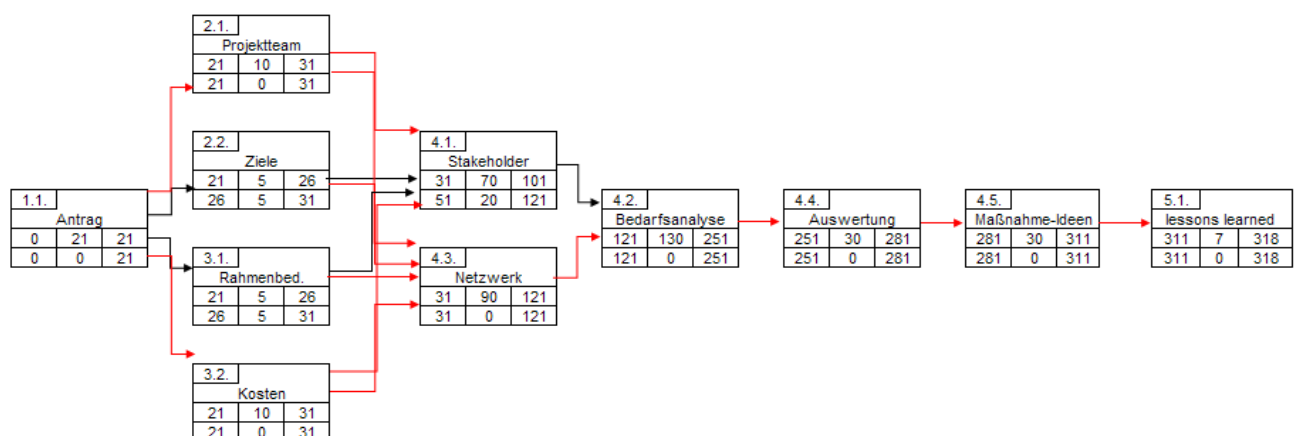 2.1.
Projektteam
21 10 31
21 0 31
2.2.
Ziele
21 5 26
26 5 31
4.1.
Stakeholder
31 70 101
51 20 121
1.1.
Antrag
0 21 21
0 0 21
4.2.
Bedarfsanalyse
121 130 251
121 0 251
4.4.
Auswertung
251 30 281
251 0 281
4.5.
Maßnahme-Ideen
281 30 311
281 0 311
5.1.
lessons learned
311 7 318
311 0 318
3.1.
Rahmenbed.
21 5 26
26 5 31
4.3.
Netzwerk
31 90 121
31 0 121
3.2.
Kosten
21 10 31
21 0 31